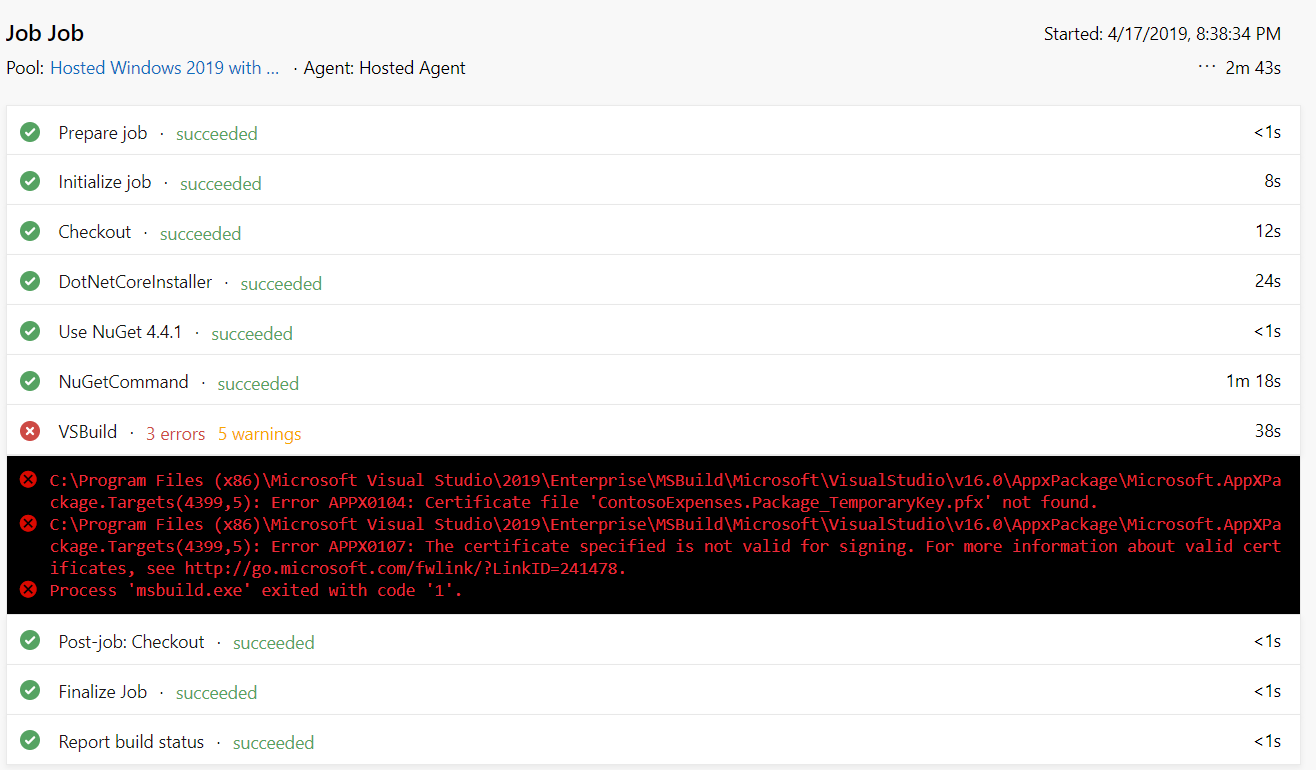 Job Job
Started: 4/17/2019, 8:38:34 PM
Pool: Hosted Windows 2019 with ... · Agent: Hosted Agent
··· 2m 43s
Prepare job · succeeded
<1s
Initialize job · succeeded
8s
Checkout · succeeded
12s
DotNetCoreInstaller · succeeded
24s
Use NuGet 4.4.1 · succeeded
<1s
NuGetCommand · succeeded
1m 18s
VSBuild · 3 errors 5 warnings
38s
C:\Program Files (x86)\Microsoft Visual Studio\2019\Enterprise\MSBuild\Microsoft\VisualStudio\v16.0\AppxPackage\Microsoft.AppXPa
ckage.Targets(4399,5): Error APPX0104: Certificate file 'ContosoExpenses.Package_TemporaryKey.pfx' not found.
C:\Program Files (x86)\Microsoft Visual Studio\2019\Enterprise\MSBuild\Microsoft\VisualStudio\v16.0\AppxPackage\Microsoft.AppXPa
ckage.Targets(4399,5): Error APPX0107: The certificate specified is not valid for signing. For more information about valid cert
ificates, see http://go.microsoft.com/fwlink/?LinkID=241478.
Process 'msbuild.exe' exited with code '1'.
Post-job: Checkout · succeeded
<1s
Finalize Job · succeeded
<1s
Report build status · succeeded
<1s